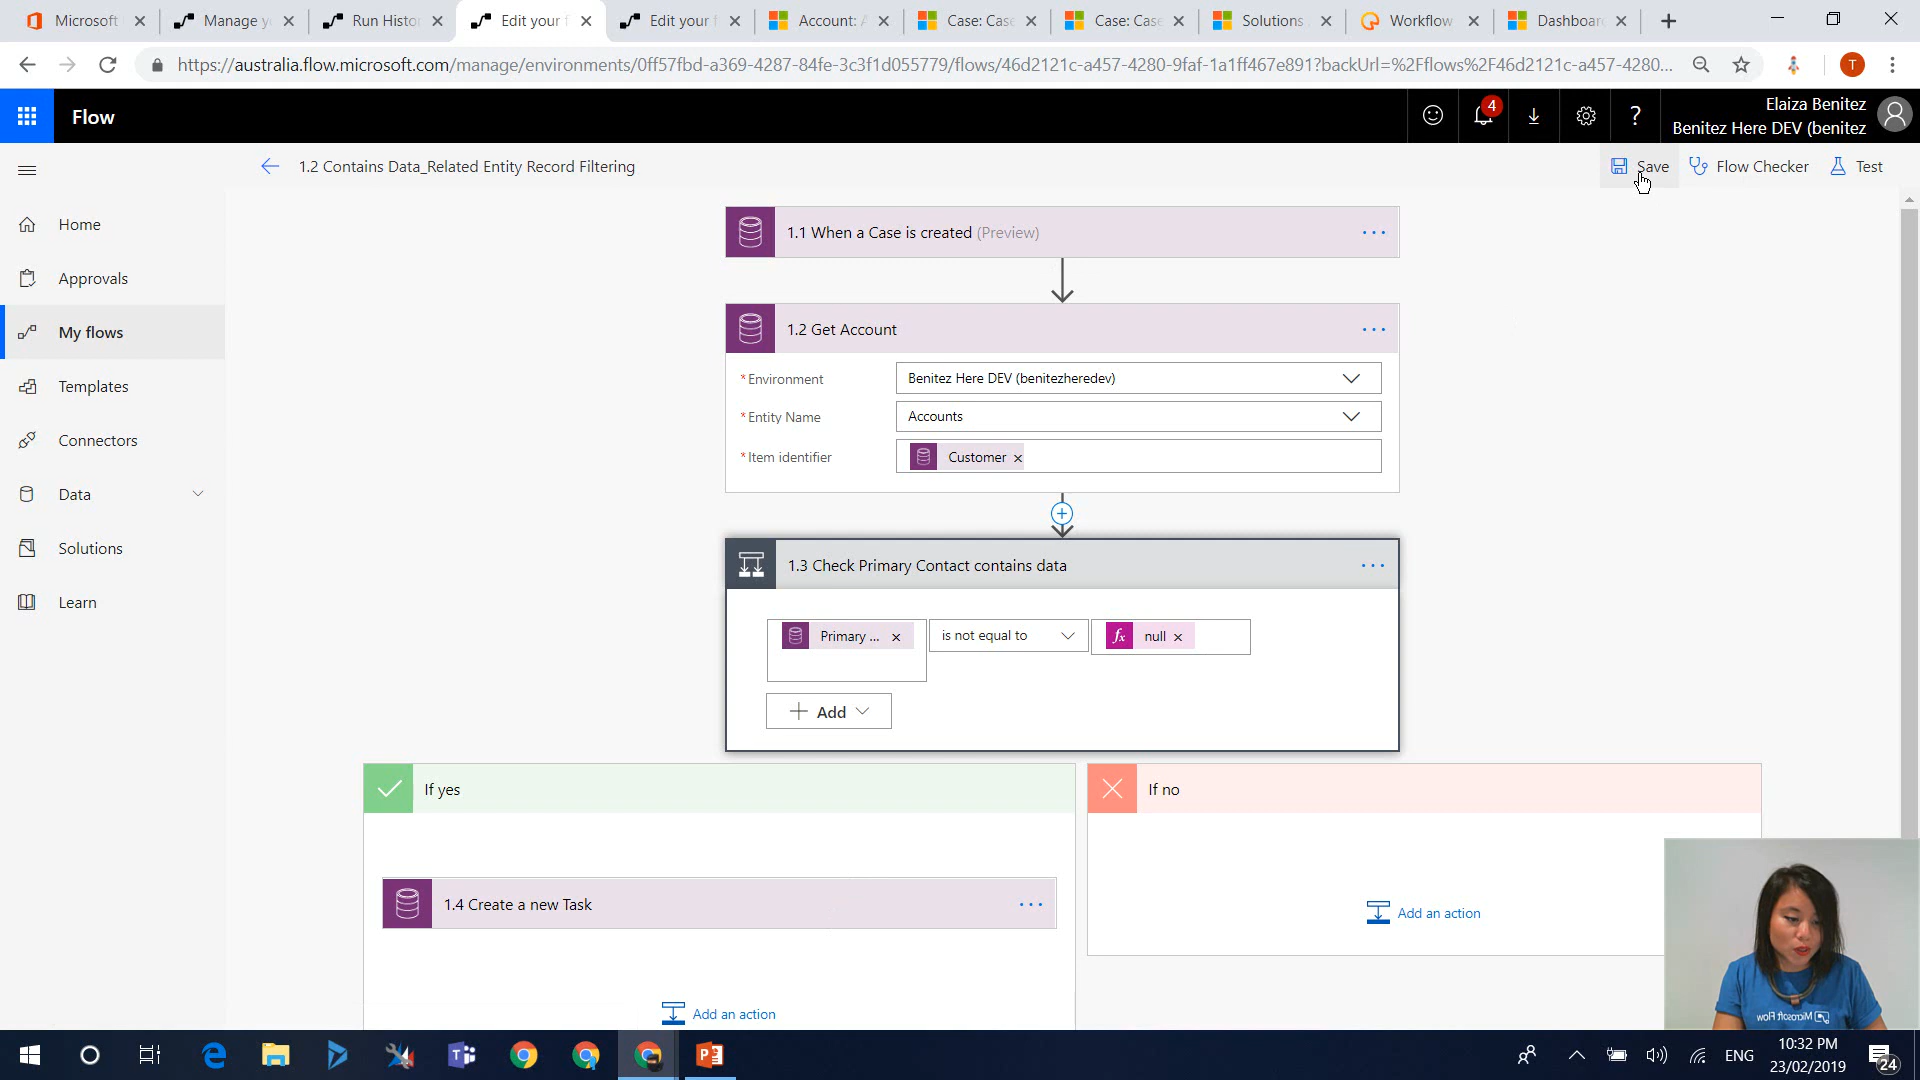 Microsoft
Manage y
Run Histo
Edit your f
Edit your f
Account: A
Case: Case
Case: Case
Solutions
Workflow
Dashboard
https://australia.flow.microsoft.com/manage/environments/0ff57fbd-a369-4287-84fe-3c3f1d055779/flows/46d2121c-a457-4280-9faf-1a1ff467e891?backUrl=%2Fflows%2F46d2121c-a457-4280...
T
Flow
4
?
Elaiza Benitez
Benitez Here DEV (benitez
1.2 Contains Data_Related Entity Record Filtering
Save
Flow Checker
Test
Home
Approvals
My flows
Templates
Connectors
Data
Solutions
Learn
1.1 When a Case is created (Preview)
1.2 Get Account
* Environment
Benitez Here DEV (benitezheredev)
* Entity Name
Accounts
* Item identifier
Customer
1.3 Check Primary Contact contains data
Primary ...
is not equal to
fx null
Add
If yes
If no
1.4 Create a new Task
Add an action
Add an action
Microsoft Flow
ENG
10:32 PM
23/02/2019
24